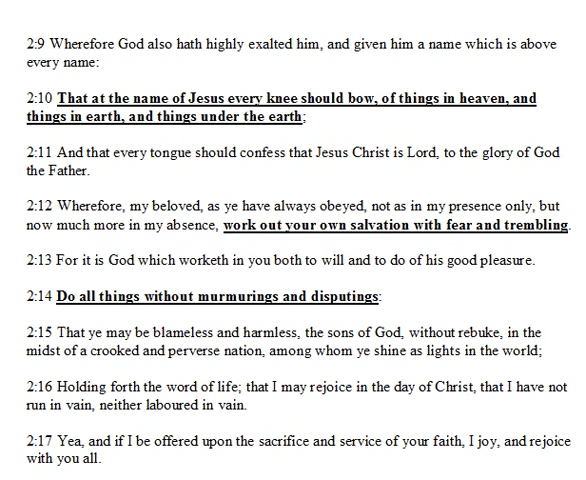 2:9 Wherefore God also hath highly exalted him, and given him a name which is above
every name:
2:10 That at the name of Jesus every knee should bow, of things in heaven, and
things in earth, and things under the earth;
2:11 And that every tongue should confess that Jesus Christ is Lord, to the glory of God
the Father.
2:12 Wherefore, my beloved, as ye have always obeyed, not as in my presence only, but
now much more in my absence, work out your own salvation with fear and trembling.
2:13 For it is God which worketh in you both to will and to do of his good pleasure.
2:14 Do all things without murmurings and disputings:
2:15 That ye may be blameless and harmless, the sons of God, without rebuke, in the
midst of a crooked and perverse nation, among whom ye shine as lights in the world;
2:16 Holding forth the word of life; that I may rejoice in the day of Christ, that I have not
run in vain, neither laboured in vain.
2:17 Yea, and if I be offered upon the sacrifice and service of your faith, I joy, and rejoice
with you all.